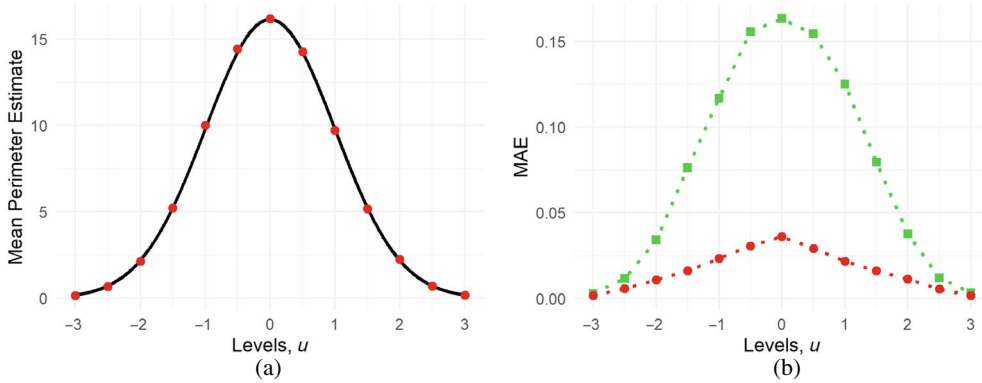 Mean Perimeter Estimate
15
10
5
0
−3 −2 −1 0 1 2 3
Levels, u
(a)
MAE
0.15
0.10
0.05
0.00
−3 −2 −1 0 1 2 3
Levels, u
(b)